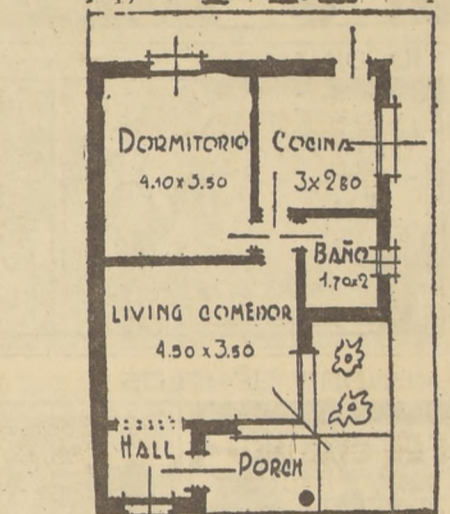 DORMITORIO
4.10x3.50
COCINA
3x2.80
BAÑO
1.70x2
LIVING COMEDOR
4.50x3.50
HALL
PORCH